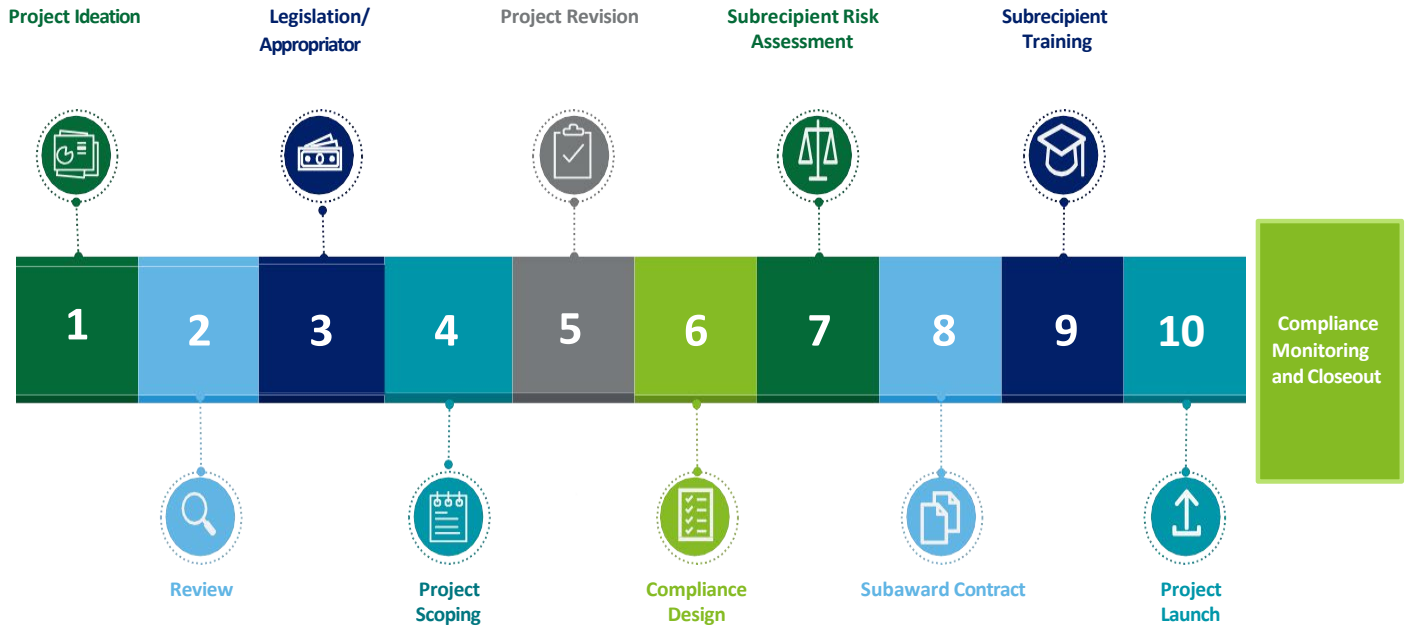 Project Ideation
Legislation/
Appropriator
Project Revision
Subrecipient Risk
Assessment
Subrecipient
Training
1
2
3
4
5
6
7
8
9
10
Compliance
Monitoring
and Closeout
Review
Project
Scoping
Compliance
Design
Subaward Contract
Project
Launch